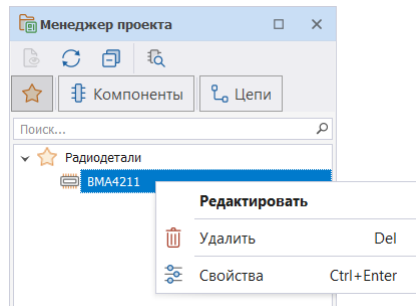 Менеджер проекта
Компоненты
Цепи
Поиск...
Радиодетали
BMA4211
Редактировать
Удалить Del
Свойства Ctrl+Enter